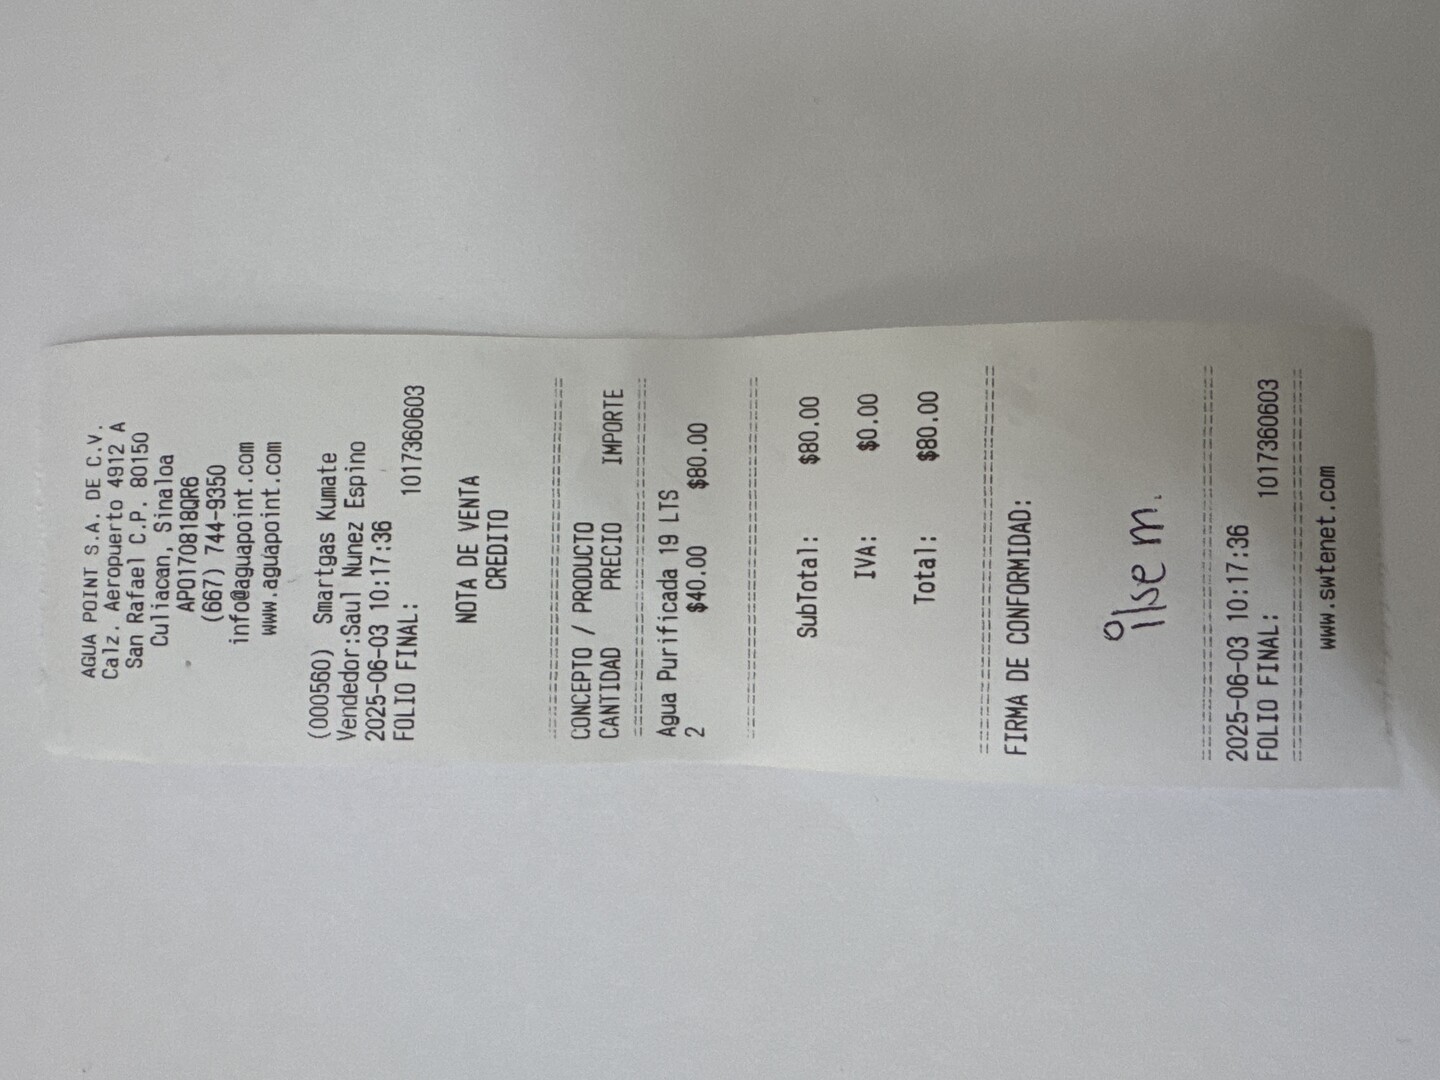 AGUA POINT S.A. DE C.V.
Calz. Aeropuerto 4912 A
San Rafael C.P. 80150
Culiacan, Sinaloa
APO170818QR6
(667) 744-9350
info@aguapoint.com
www.aguapoint.com
(000560) Smartgas Kumate
Vendedor:Saul Nunez Espino
2025-06-03 10:17:36
FOLIO FINAL: 1017360603
NOTA DE VENTA
CREDITO
================================
CONCEPTO / PRODUCTO
CANTIDAD PRECIO IMPORTE
================================
Agua Purificada 19 LTS
2 $40.00 $80.00
================================
SubTotal: $80.00
IVA: $0.00
Total: $80.00
================================
FIRMA DE CONFORMIDAD:
ilse m.
================================
2025-06-03 10:17:36
FOLIO FINAL: 1017360603
================================
www.swtenet.com